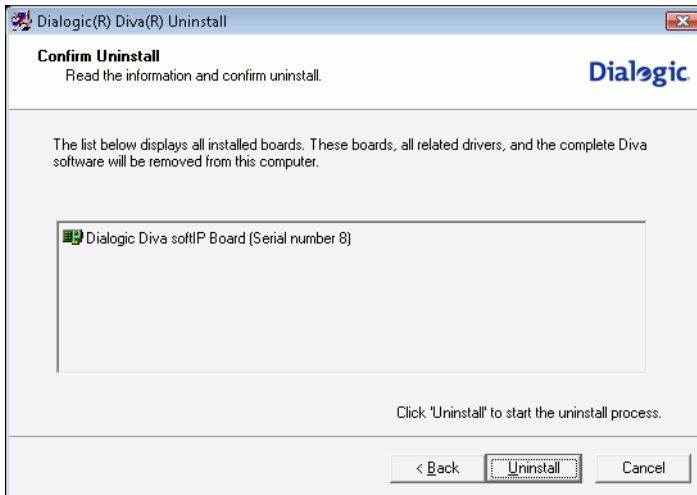 Dialogic(R) Diva(R) Uninstall
Confirm Uninstall
Read the information and confirm uninstall.
Dialogic
The list below displays all installed boards. These boards, all related drivers, and the complete Diva
software will be removed from this computer.
Dialogic Diva softIP Board (Serial number 8)
Click 'Uninstall' to start the uninstall process.
< Back Uninstall Cancel